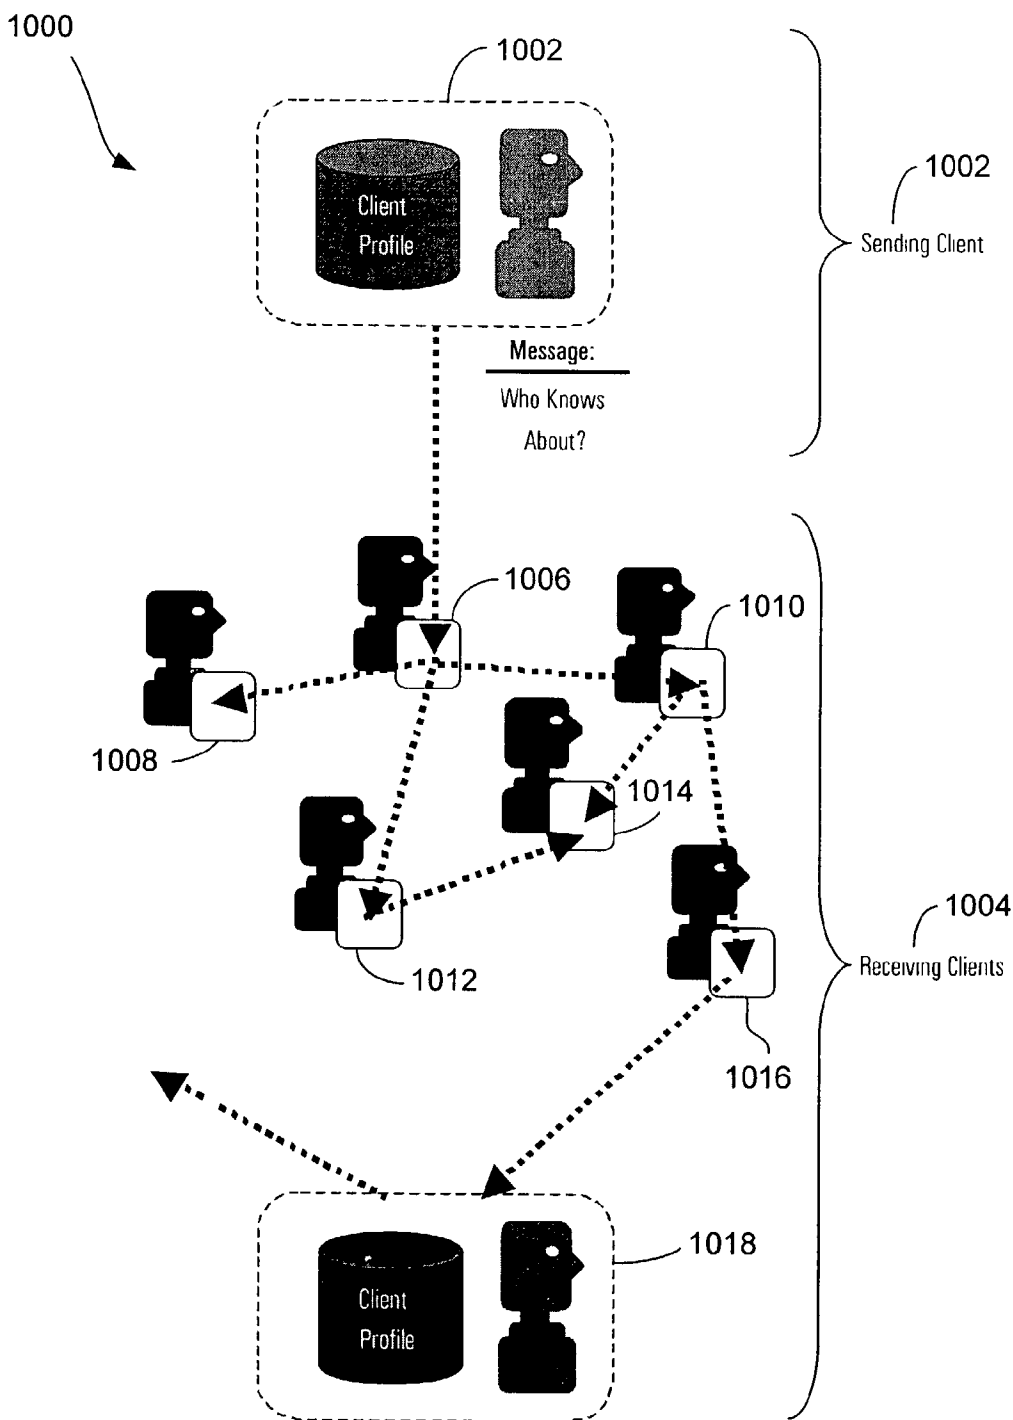 1000
1002
Client
Profile
1002
Sending Client
Message:
Who Knows
About?
1006
1010
1008
1014
1012
1004
Receiving Clients
1016
1018
Client
Profile